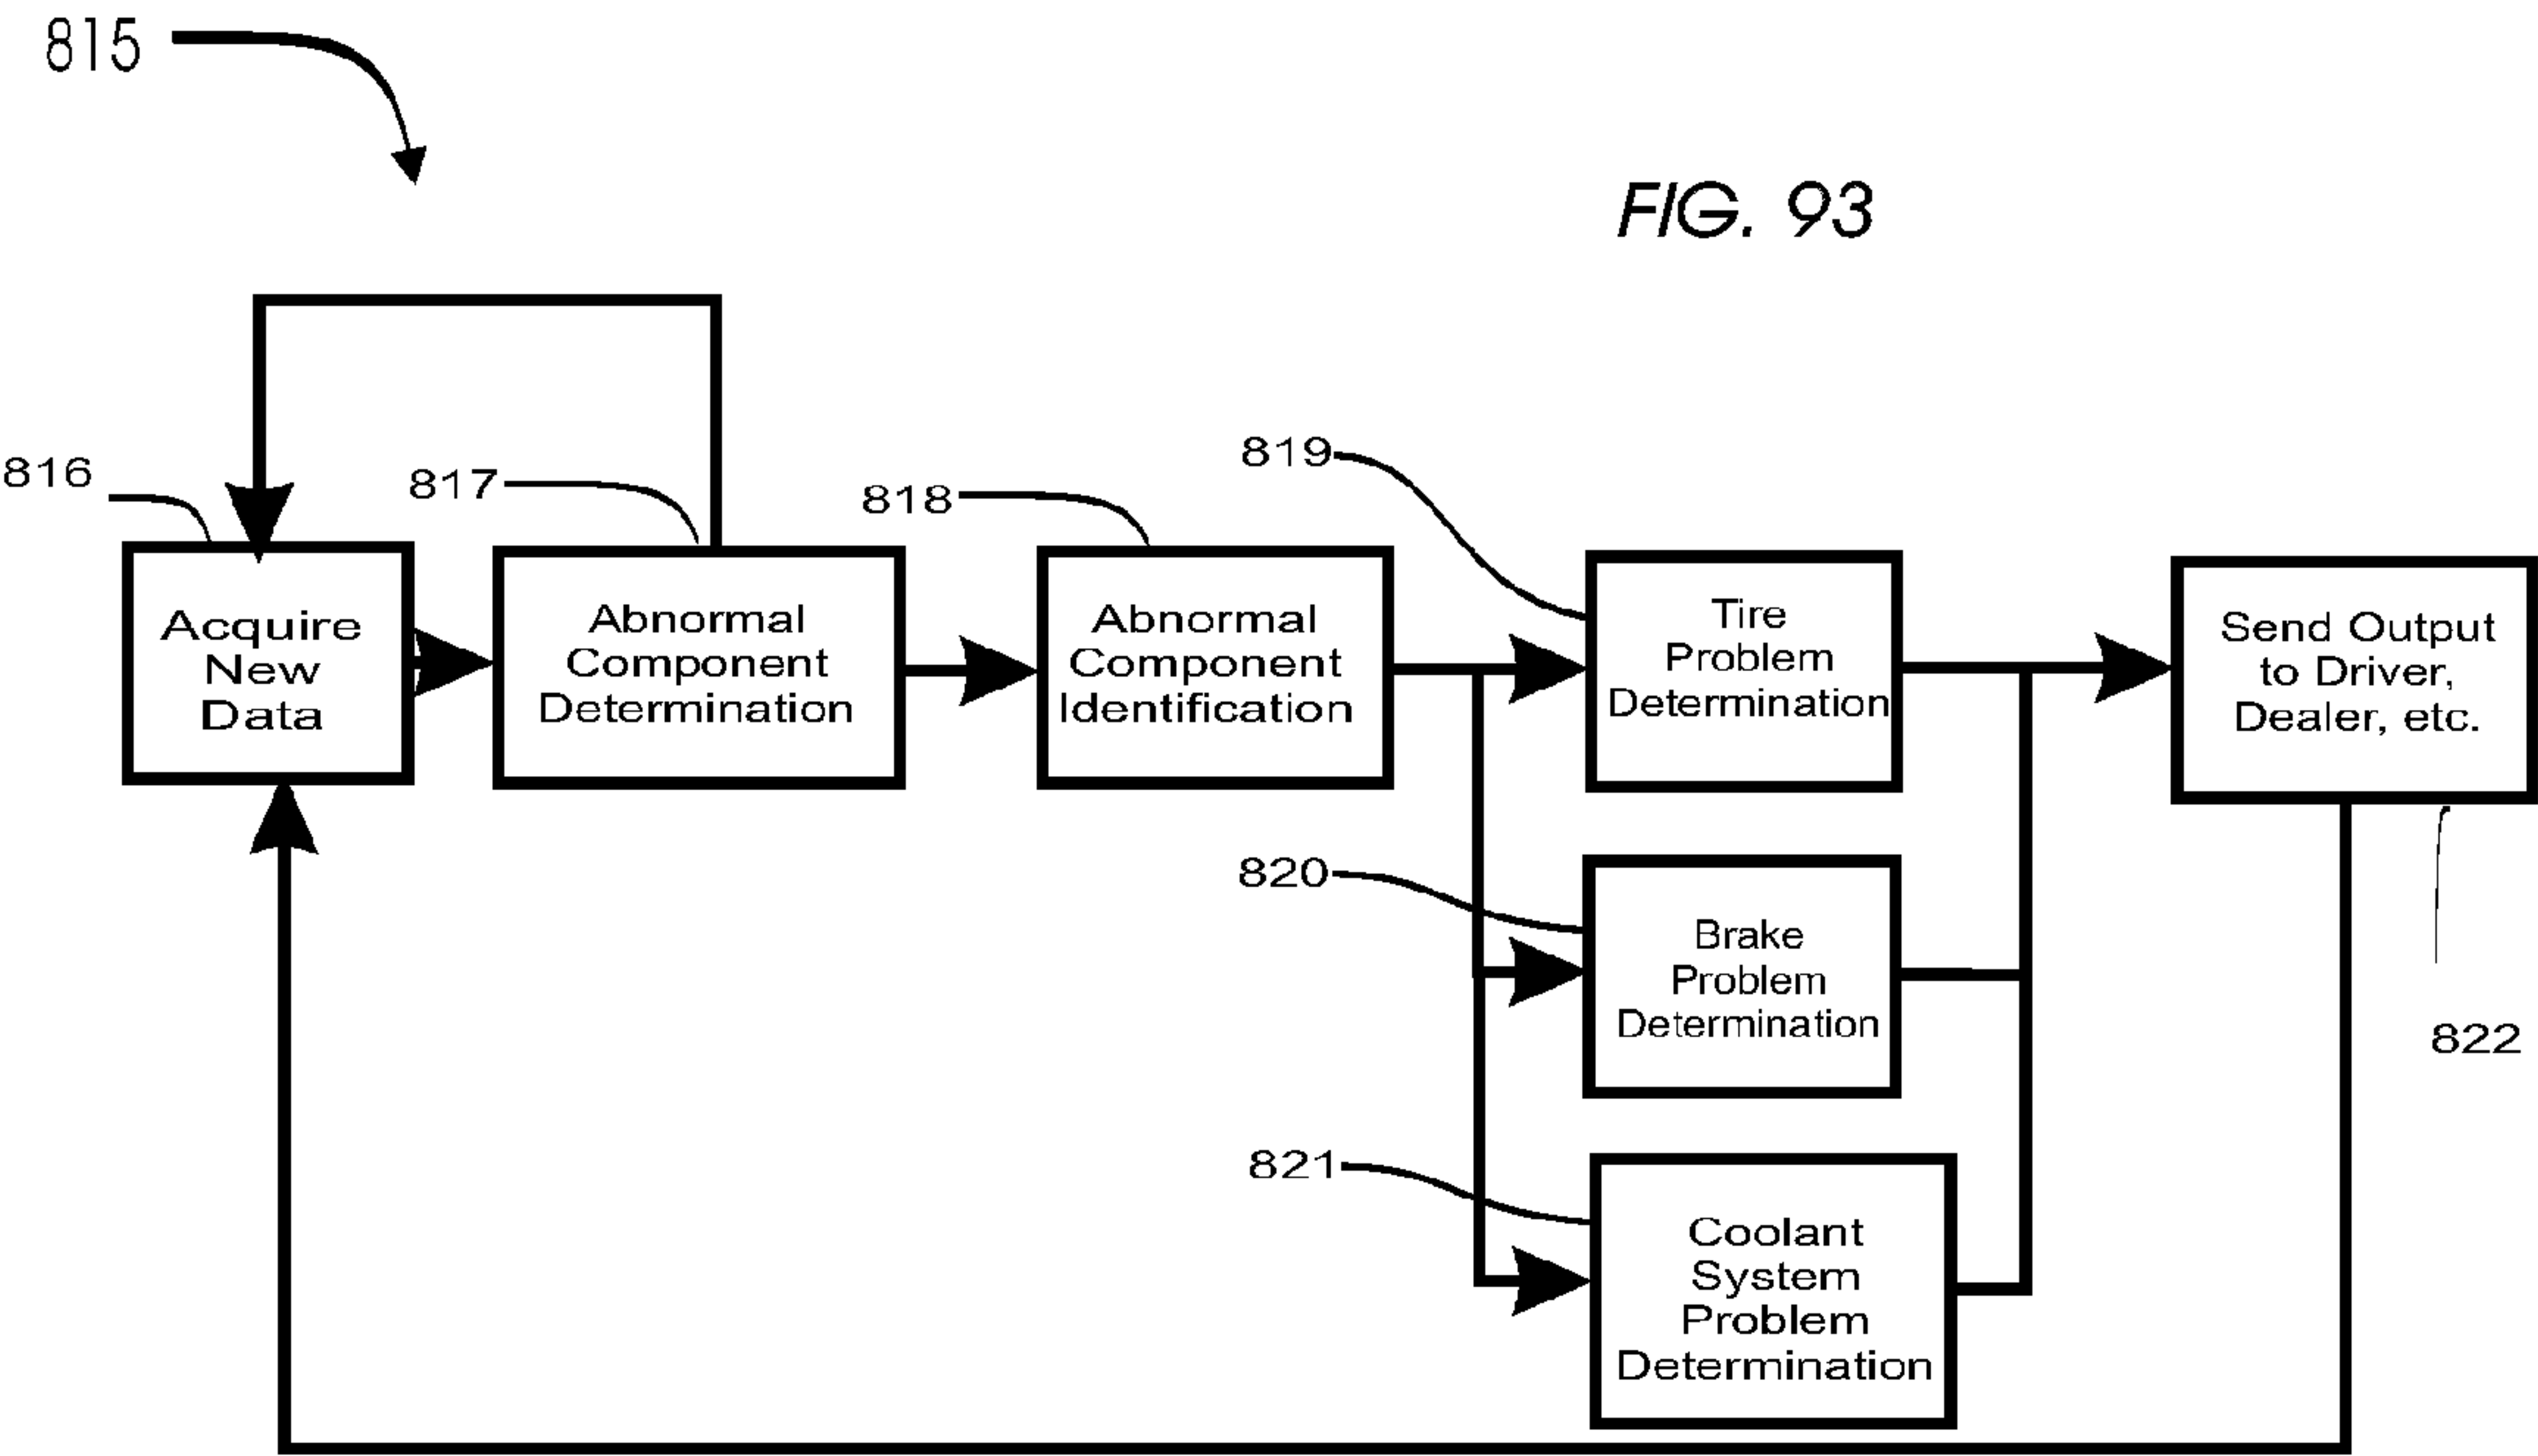 815
FIG. 93
816
817
818
819
Acquire
New
Data
Abnormal
Component
Determination
Abnormal
Component
Identification
Tire
Problem
Determination
Send Output
to Driver,
Dealer, etc.
820
Brake
Problem
Determination
822
821
Coolant
System
Problem
Determination